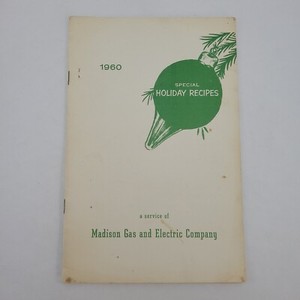 1960
SPECIAL
HOLIDAY RECIPES
a service of
Madison Gas and Electric Company